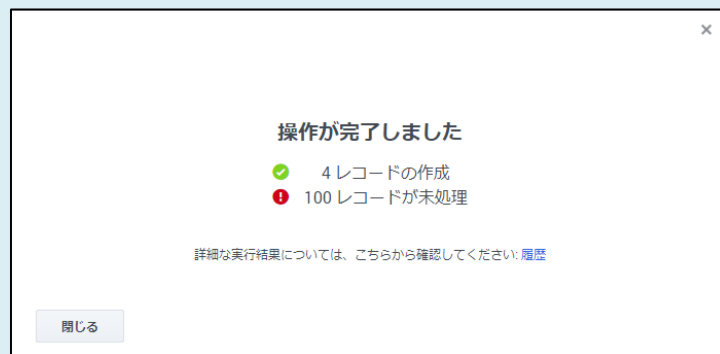 操作が完了しました
4 レコードの作成
100 レコードが未処理
詳細な実行結果については、こちらから確認してください: 履歴
閉じる